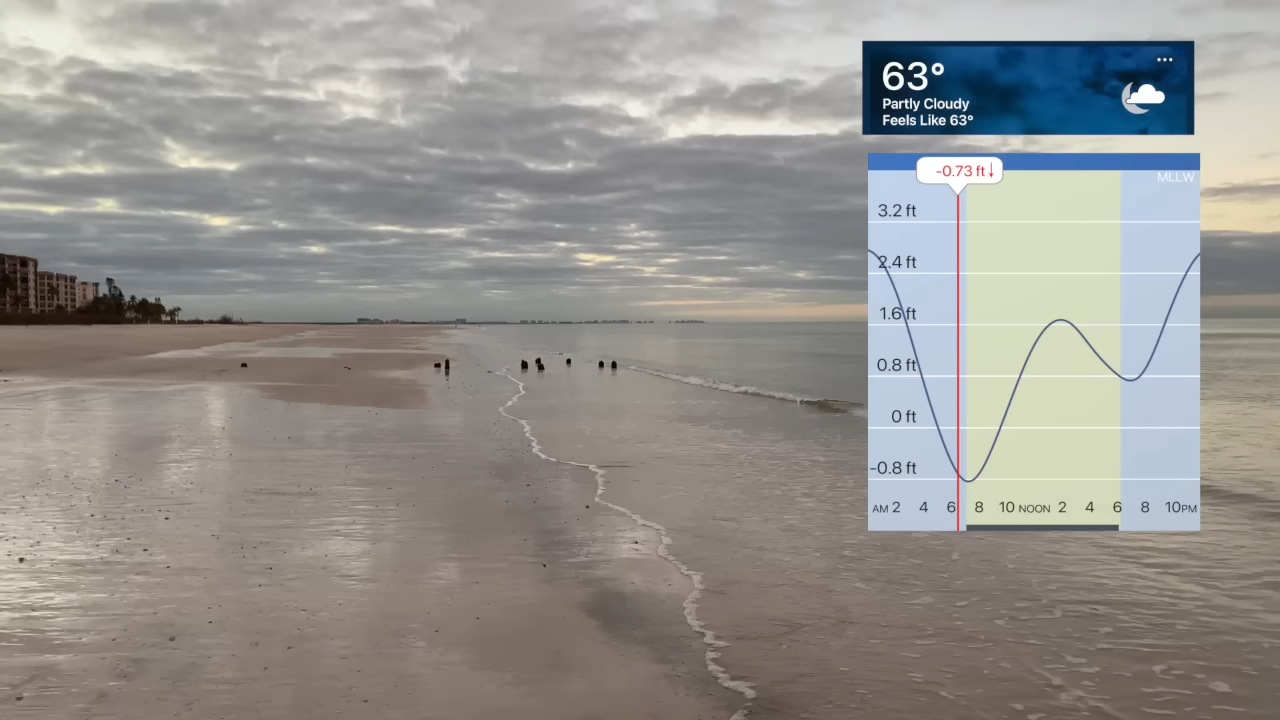 63°
Partly Cloudy
Feels Like 63°
-0.73 ft↓
MLLW
3.2 ft
2.4 ft
1.6 ft
0.8 ft
0 ft
-0.8 ft
AM 2 4 6 8 10 NOON 2 4 6 8 10PM